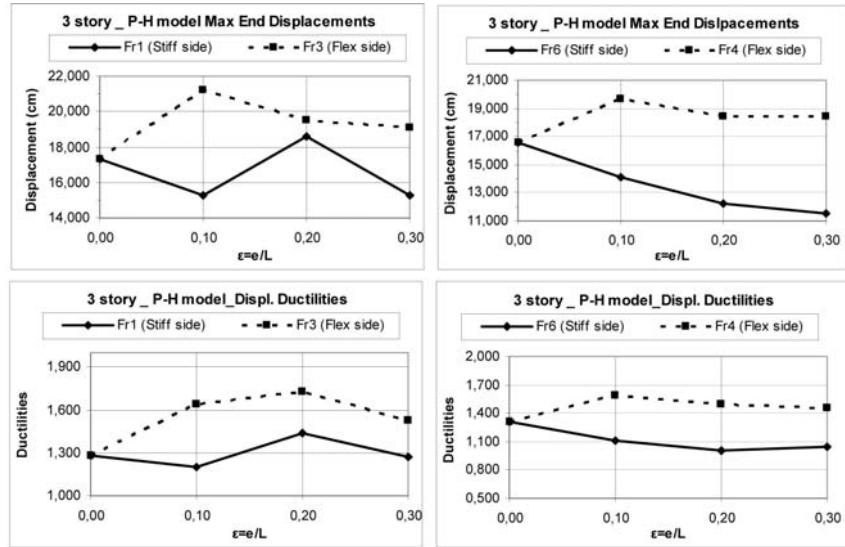 3 story _ P-H model Max End Displacements
Fr1 (Stiff side) Fr3 (Flex side)
Displacement (cm)
22,000
20,000
18,000
16,000
14,000
0,00 0,10 0,20 0,30
ε=e/L
3 story _ P-H model Max End Dislpacements
Fr6 (Stiff side) Fr4 (Flex side)
Displacement (cm)
21,000
19,000
17,000
15,000
13,000
11,000
0,00 0,10 0,20 0,30
ε=e/L
3 story _ P-H model_Displ. Ductilities
Fr1 (Stiff side) Fr3 (Flex side)
Ductilities
1,900
1,600
1,300
1,000
0,00 0,10 0,20 0,30
ε=e/L
3 story _ P-H model_Displ. Ductilities
Fr6 (Stiff side) Fr4 (Flex side)
Ductilities
2,000
1,700
1,400
1,100
0,800
0,500
0,00 0,10 0,20 0,30
ε=e/L